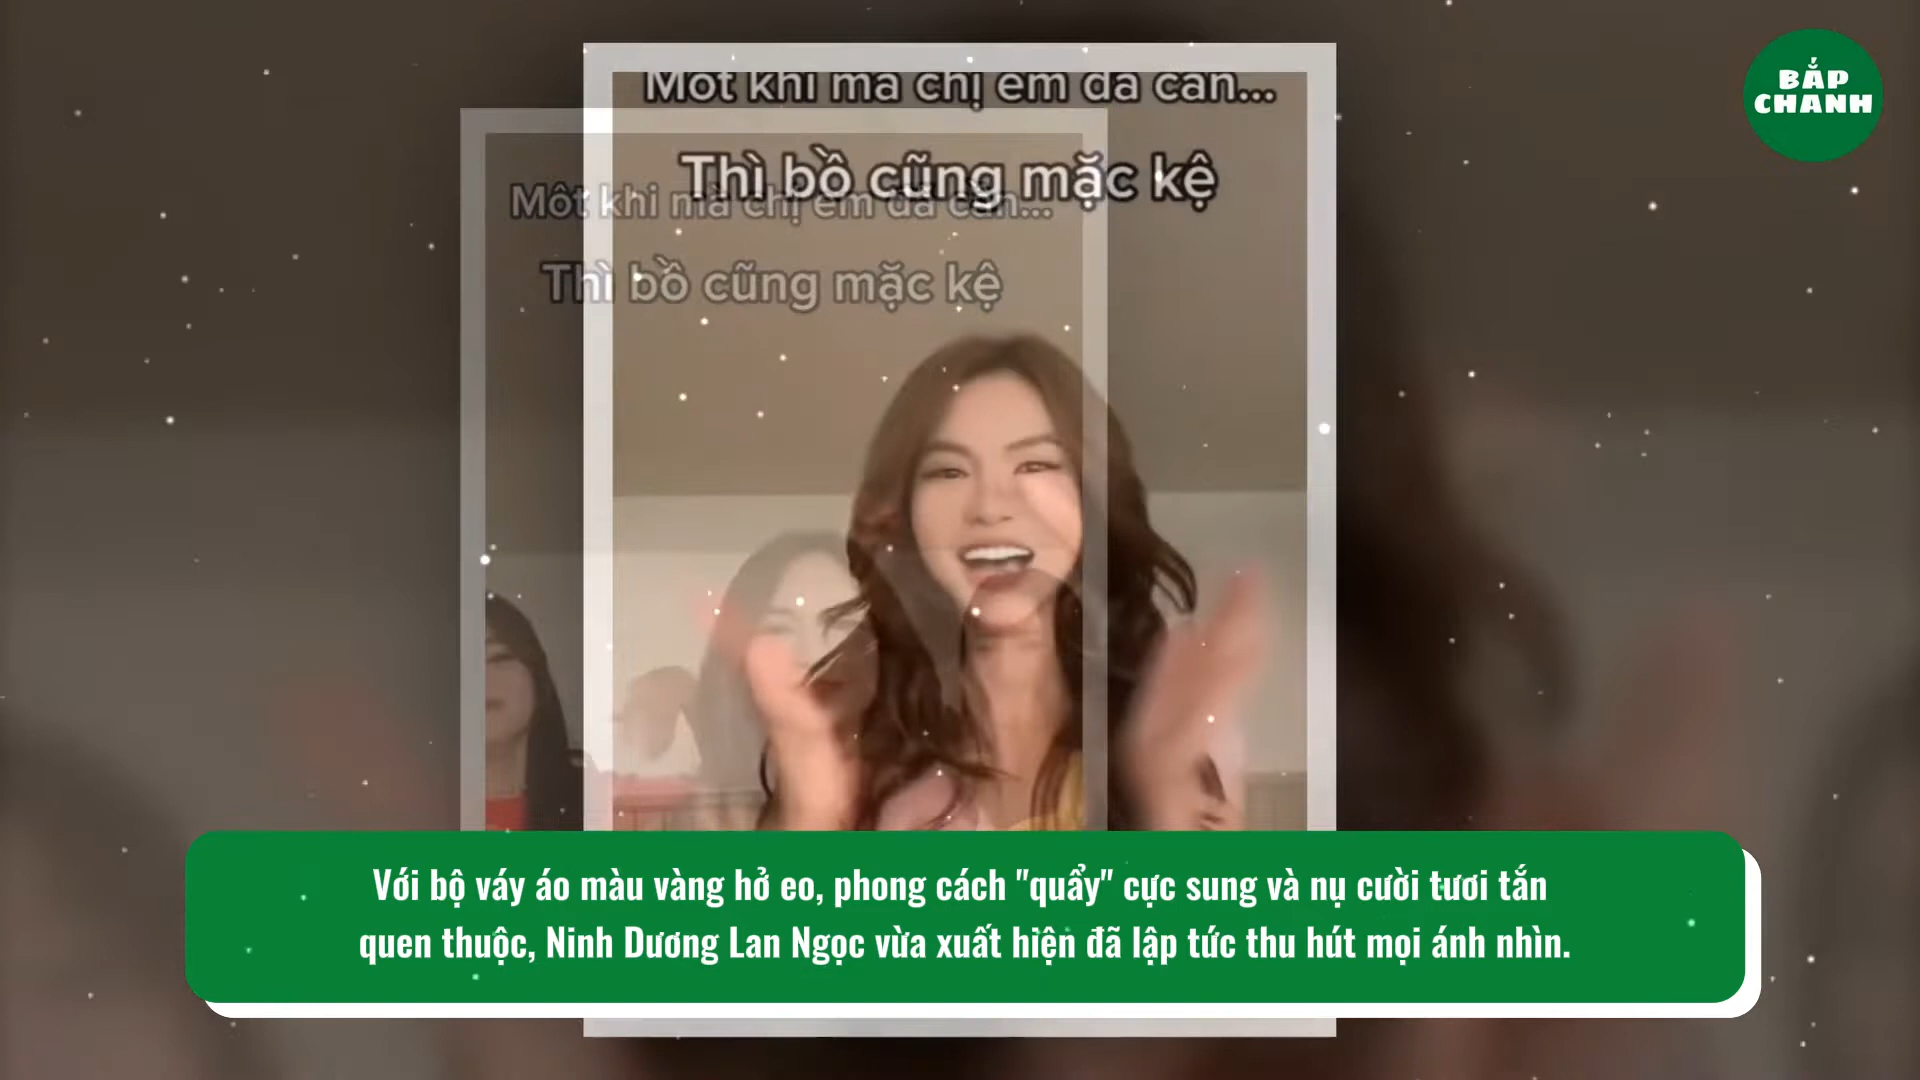 BẮP
CHANH
Một khi mà chị em đã cần...
Thì bồ cũng mặc kệ
Một khi mà chị em đã cần...
Thì bồ cũng mặc kệ
Với bộ váy áo màu vàng hở eo, phong cách "quẩy" cực sung và nụ cười tươi tắn
quen thuộc, Ninh Dương Lan Ngọc vừa xuất hiện đã lập tức thu hút mọi ánh nhìn.